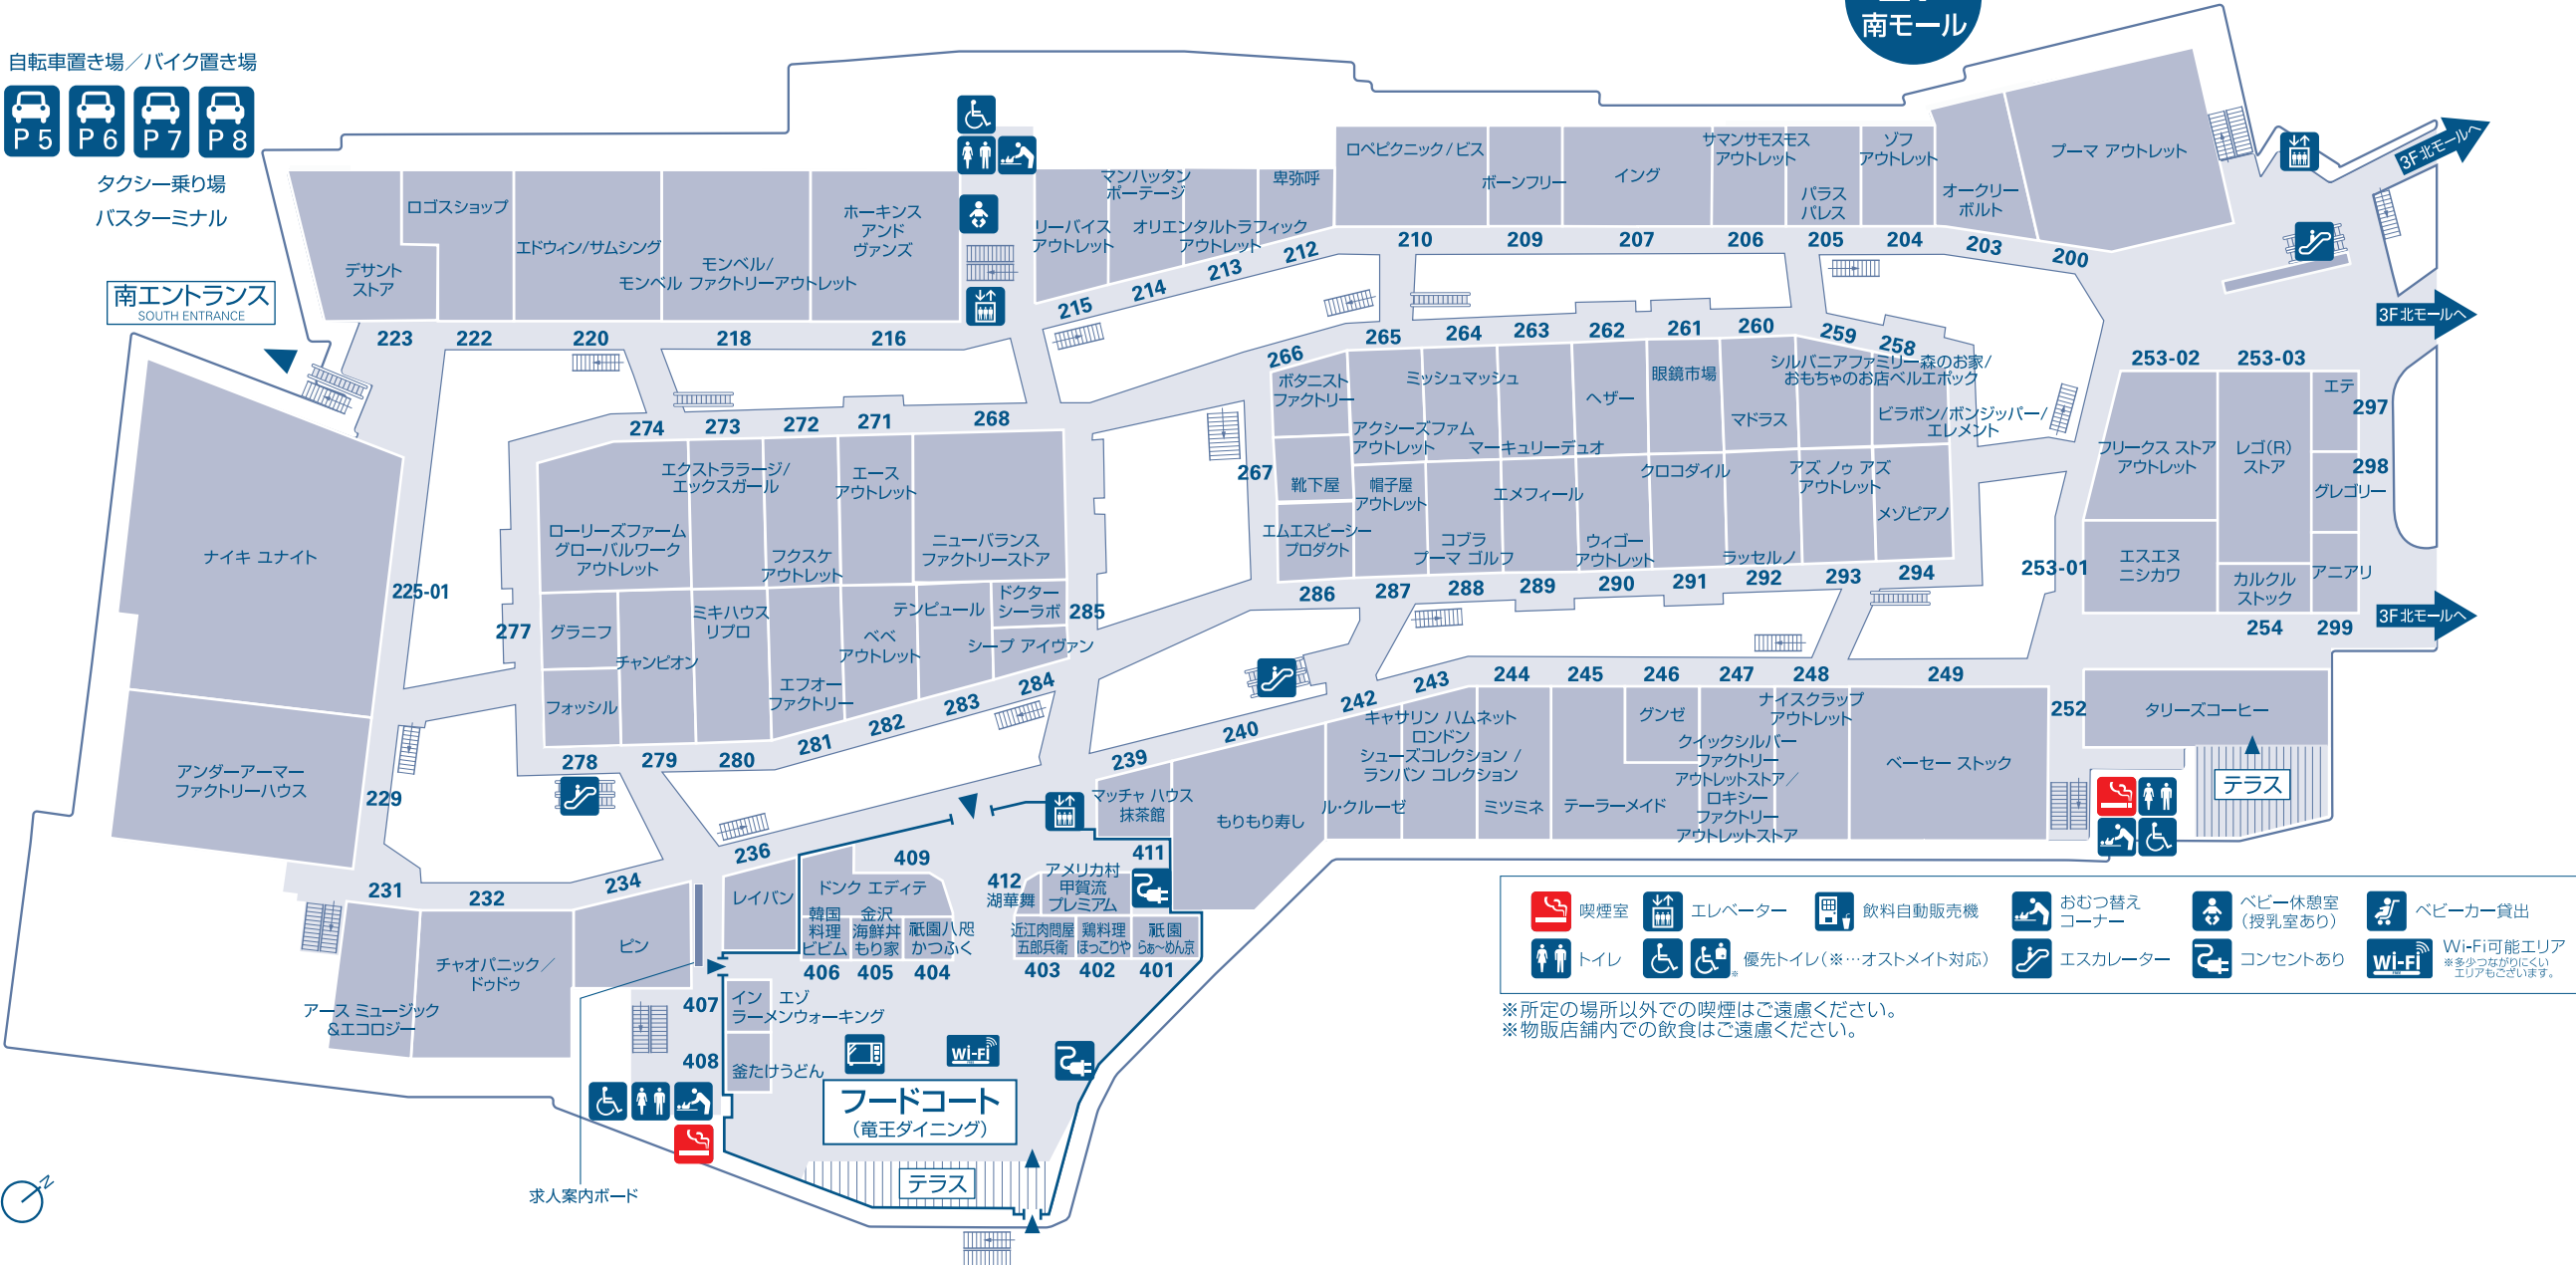 南モール
自転車置き場／バイク置き場
P5
P6
P7
P8
タクシー乗り場
バスターミナル
南エントランス
SOUTH ENTRANCE
3F北モールへ
3F北モールへ
3F北モールへ
デサント
ストア
223
ロゴスショップ
222
エドウィン/サムシング
220
モンベル/
モンベル ファクトリーアウトレット
218
ホーキンス
アンド
ヴァンズ
216
リーバイス
アウトレット
215
マンハッタン
ポーテージ
214
オリエンタルトラフィック
アウトレット
213
卑弥呼
212
ロペピクニック/ビス
210
ボーンフリー
209
イング
207
サマンサモスモス
アウトレット
206
パラス
パレス
205
ゾフ
アウトレット
204
オークリー
ボルト
203
プーマ アウトレット
200
ナイキ ユナイト
225-01
アンダーアーマー
ファクトリーハウス
229
274
273
272
271
268
ローリーズファーム
グローバルワーク
アウトレット
エクストララージ/
エックスガール
フクスケ
アウトレット
エース
アウトレット
ニューバランス
ファクトリーストア
277
グラニフ
フォッシル
278
チャンピオン
279
ミキハウス
リプロ
280
エフオー
ファクトリー
281
ベベ
アウトレット
282
テンピュール
283
ドクター
シーラボ
285
シープ アイヴァン
284
266
265
264
263
262
261
260
259
258
ボタニスト
ファクトリー
アクシーズファム
アウトレット
ミッシュマッシュ
マーキュリーデュオ
ヘザー
眼鏡市場
マドラス
シルバニアファミリー森のお家/
おもちゃのお店ベルエポック
ビラボン/ボンジッパー/
エレメント
267
靴下屋
エムエスピーシー
プロダクト
286
帽子屋
アウトレット
287
コブラ
プーマ ゴルフ
288
エメフィール
289
ウィゴー
アウトレット
290
クロコダイル
291
ラッセルノ
292
アズ ノゥ アズ
アウトレット
293
メゾピアノ
294
253-02
253-03
フリークス ストア
アウトレット
レゴ(R)
ストア
エテ
297
298
グレゴリー
アニアリ
299
253-01
エスエヌ
ニシカワ
カルクル
ストック
254
252
タリーズコーヒー
テラス
239
マッチャ ハウス
抹茶館
240
もりもり寿し
242
ル・クルーゼ
243
キャサリン ハムネット
ロンドン
シューズコレクション /
ランバン コレクション
244
ミツミネ
245
テーラーメイド
246
グンゼ
247
クイックシルバー
ファクトリー
アウトレットストア／
ロキシー
ファクトリー
アウトレットストア
248
ナイスクラップ
アウトレット
249
ベーセー ストック
231
アース ミュージック
&エコロジー
232
チャオパニック／
ドゥドゥ
234
ピン
236
レイバン
409
ドンク エディテ
韓国
料理
ビビム
406
金沢
海鮮丼
もり家
405
祇園八処
かつふく
404
412
湖華舞
アメリカ村
甲賀流
プレミアム
411
近江肉問屋
五郎兵衛
403
鶏料理
ほっこりや
402
祇園
らぁ～めん京
401
407
イン エゾ
ラーメンウォーキング
408
釜たけうどん
Wi-Fi
フードコート
(竜王ダイニング)
テラス
求人案内ボード
N
喫煙室
エレベーター
飲料自動販売機
おむつ替え
コーナー
ベビー休憩室
(授乳室あり)
ベビーカー貸出
トイレ
優先トイレ(※…オストメイト対応)
エスカレーター
コンセントあり
Wi-Fi
Wi-Fi可能エリア
※多少つながりにくい
エリアもございます。
※所定の場所以外での喫煙はご遠慮ください。
※物販店舗内での飲食はご遠慮ください。